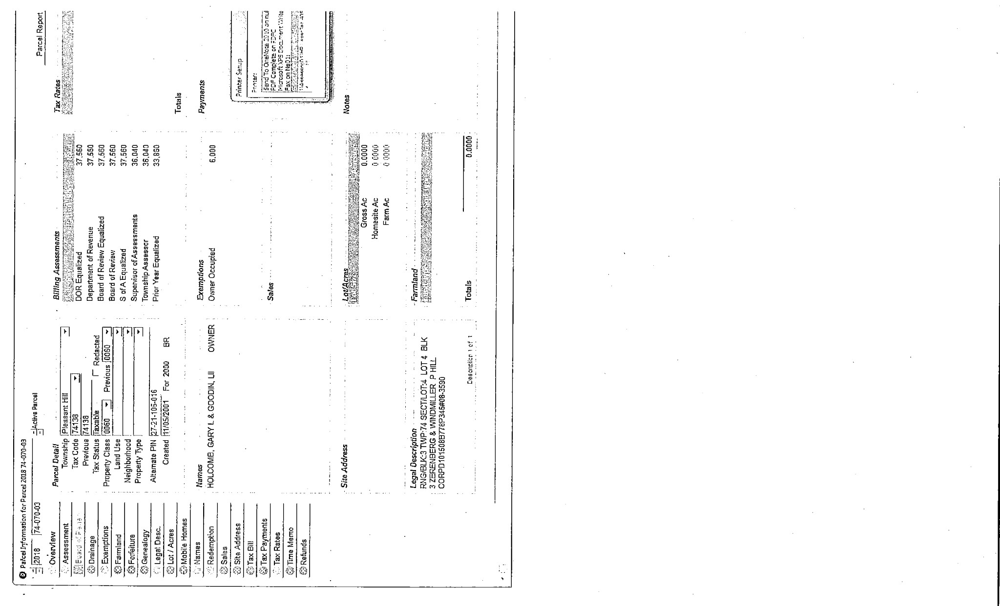 Parcel Information for Parcel 2018 74-070-03
2018 74-070-03 Active Parcel
Parcel Report
Overview
Assessment
Board of
Drainage
Exemptions
Farmland
Forfeiture
Genealogy
Legal Desc.
Lot / Acres
Mobile Homes
Names
Redemption
Sales
Site Address
Tax Bill
Tax Payments
Tax Rates
Time Memo
Refunds
Parcel Detail
Township Pleasant Hill
Tax Code 74138
Previous 74138
Tax Status Taxable Redacted
Property Class 0060 Previous 0060
Land Use
Neighborhood
Property Type
Alternate PIN 27-21-105-016
Created 11/05/2001 For 2000 BR
Names
HOLCOMB, GARY L & GOODIN, LII OWNER
Site Address
Legal Description
RNG/BLK:3 TWP:74 SECT/LOT:4 LOT 4 BLK
3 ZERENBERG & WINDMILLER P HILL
CORPD101508B778P346#08-3590
Description 1 of 1
Billing Assessments
DOR Equalized 37,560
Department of Revenue 37,560
Board of Review Equalized 37,560
Board of Review 37,560
S of A Equalized 37,560
Supervisor of Assessments 36,040
Township Assessor 36,040
Prior Year Equalized 33,860
Exemptions
Owner Occupied 6,000
Sales
Lot/Acres
Gross Ac 0.0000
Homesite Ac 0.0000
Farm Ac 0.0000
Farmland
Totals 0.0000
Tax Rates
Totals
Payments
Printer Setup
Printer:
Send To OneNote 2010 on nul
PDF Complete on PDFC
Microsoft XPS Document Write
Fax on Ne01:
Notes